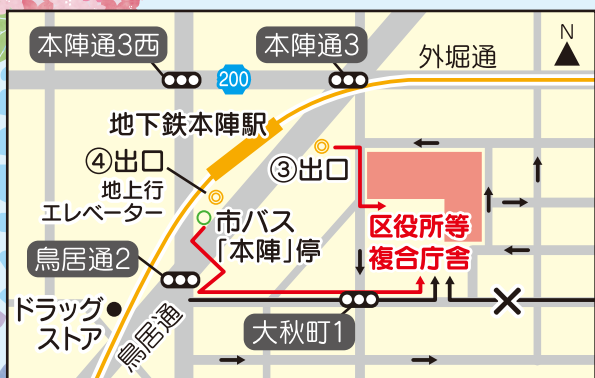 本陣通3西
本陣通3
200
外堀通
N
地下鉄本陣駅
④出口
地上行
エレベーター
③出口
市バス
「本陣」停
区役所等
複合庁舎
鳥居通2
ドラッグ
ストア
鳥居通
大秋町1